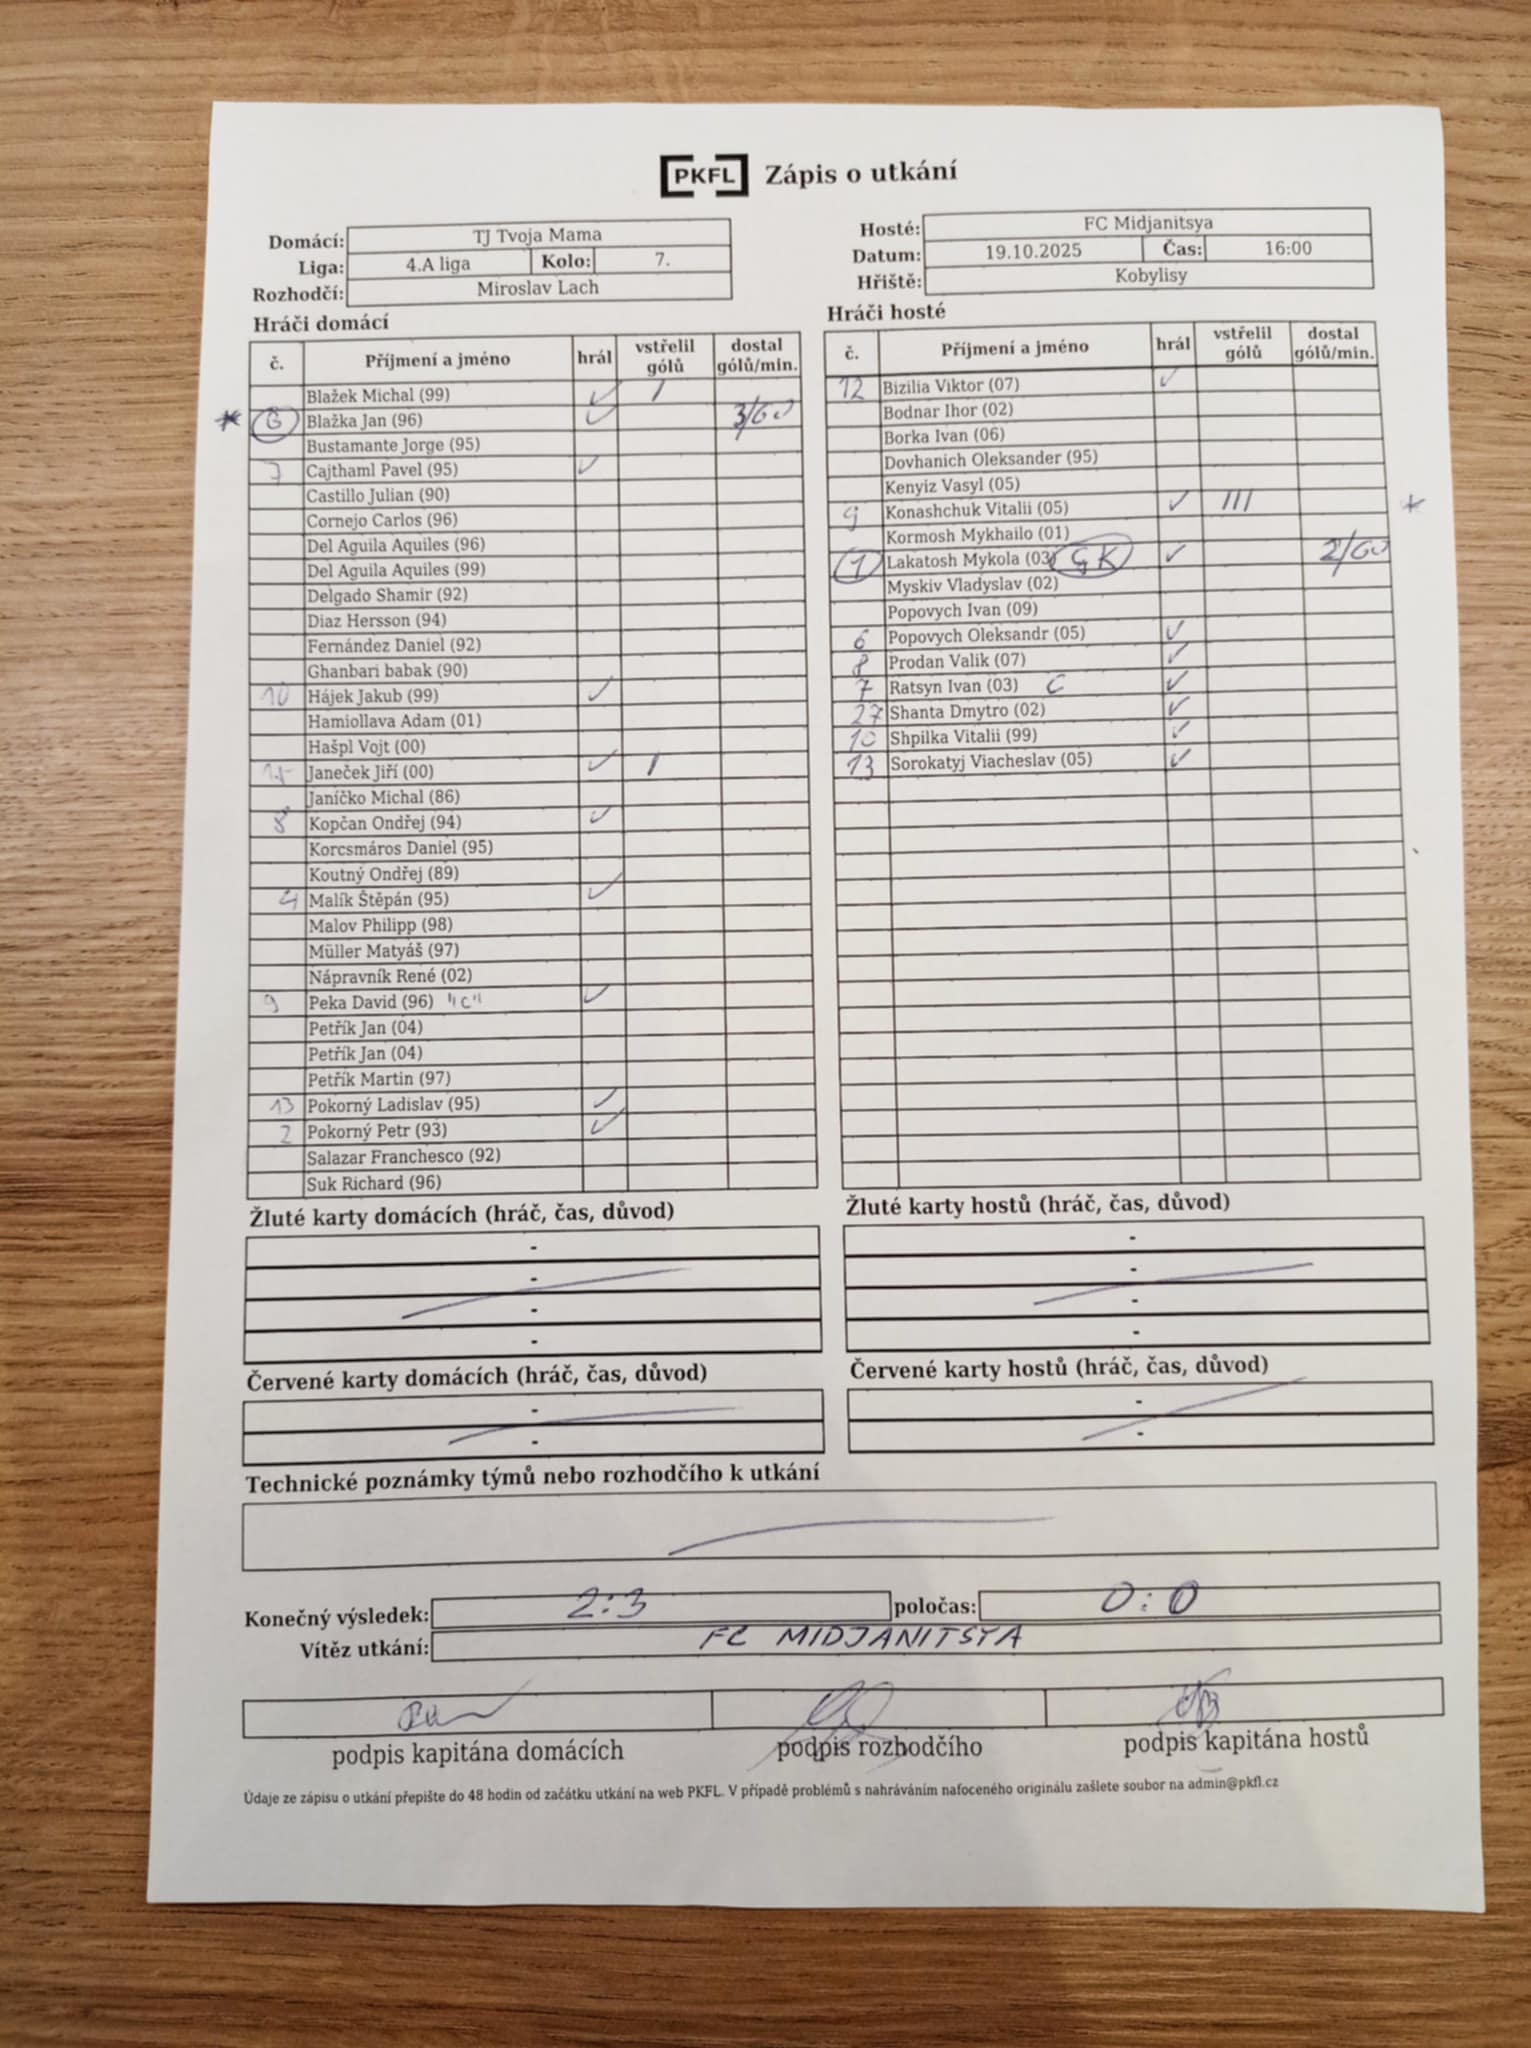 PKFL Zápis o utkání
Domácí: TJ Tvoja Mama
Liga: 4.A liga Kolo: 7.
Rozhodčí: Miroslav Lach
Hosté: FC Midjanitsya
Datum: 19.10.2025 Čas: 16:00
Hřiště: Kobylisy
Hráči domácí
č. Příjmení a jméno hrál vstřelil gólů dostal gólů/min.
Blažek Michal (99) ✓ I
* Blažka Jan (96) ✓ 3/60
Bustamante Jorge (95)
7 Cajthaml Pavel (95) ✓
Castillo Julian (90)
Cornejo Carlos (96)
Del Aguila Aquiles (96)
Del Aguila Aquiles (99)
Delgado Shamir (92)
Diaz Hersson (94)
Fernández Daniel (92)
Ghanbari babak (90)
10 Hájek Jakub (99) ✓
Hamiollava Adam (01)
Hašpl Vojt (00)
Janeček Jiří (00) ✓ I
Janíčko Michal (86)
8 Kopčan Ondřej (94) ✓
Korcsmáros Daniel (95)
Koutný Ondřej (89)
4 Malík Štěpán (95) ✓
Malov Philipp (98)
Müller Matyáš (97)
Nápravník René (02)
9 Peka David (96) "C" ✓
Petřík Jan (04)
Petřík Jan (04)
Petřík Martin (97)
13 Pokorný Ladislav (95) ✓
2 Pokorný Petr (93) ✓
Salazar Franchesco (92)
Suk Richard (96)
Hráči hosté
č. Příjmení a jméno hrál vstřelil gólů dostal gólů/min.
12 Bizilia Viktor (07) ✓
Bodnar Ihor (02)
Borka Ivan (06)
Dovhanich Oleksander (95)
Kenyiz Vasyl (05)
9 Konashchuk Vitalii (05) ✓ III *
Kormosh Mykhailo (01)
1 Lakatosh Mykola (03) GK ✓ 2/60
Myskiv Vladyslav (02)
Popovych Ivan (09)
6 Popovych Oleksandr (05) ✓
8 Prodan Valik (07) ✓
7 Ratsyn Ivan (03) C ✓
27 Shanta Dmytro (02) ✓
10 Shpilka Vitalii (99) ✓
13 Sorokatyj Viacheslav (05) ✓
Žluté karty domácích (hráč, čas, důvod)
-
-
-
-
Žluté karty hostů (hráč, čas, důvod)
-
-
-
-
Červené karty domácích (hráč, čas, důvod)
-
-
Červené karty hostů (hráč, čas, důvod)
-
-
Technické poznámky týmů nebo rozhodčího k utkání
Konečný výsledek: 2:3 poločas: 0:0
Vítěz utkání: FC MIDJANITSYA
podpis kapitána domácích podpis rozhodčího podpis kapitána hostů
Údaje ze zápisu o utkání přepište do 48 hodin od začátku utkání na web PKFL. V případě problémů s nahráváním nafoceného originálu zašlete soubor na admin@pkfl.cz